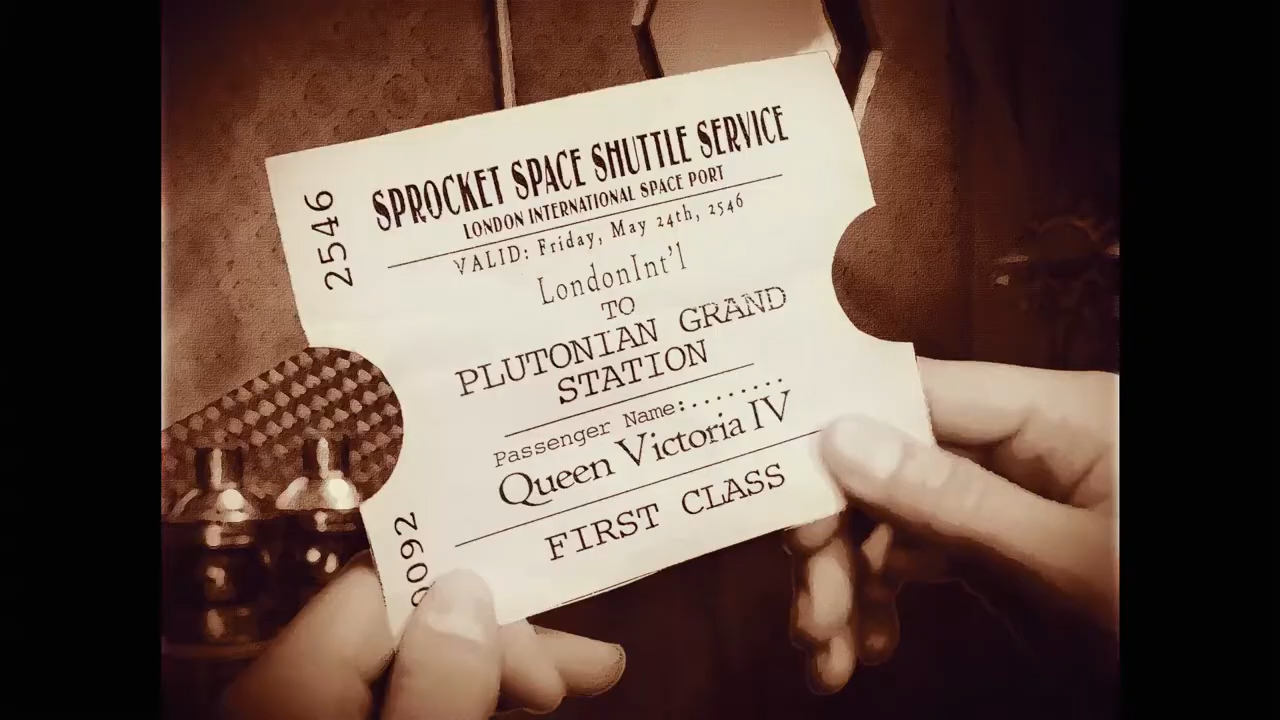 SPROCKET SPACE SHUTTLE SERVICE
LONDON INTERNATIONAL SPACE PORT
VALID: Friday, May 24th, 2546
LondonInt'l
TO
PLUTONIAN GRAND
STATION
Passenger Name:........
Queen Victoria IV
FIRST CLASS
2546
0092